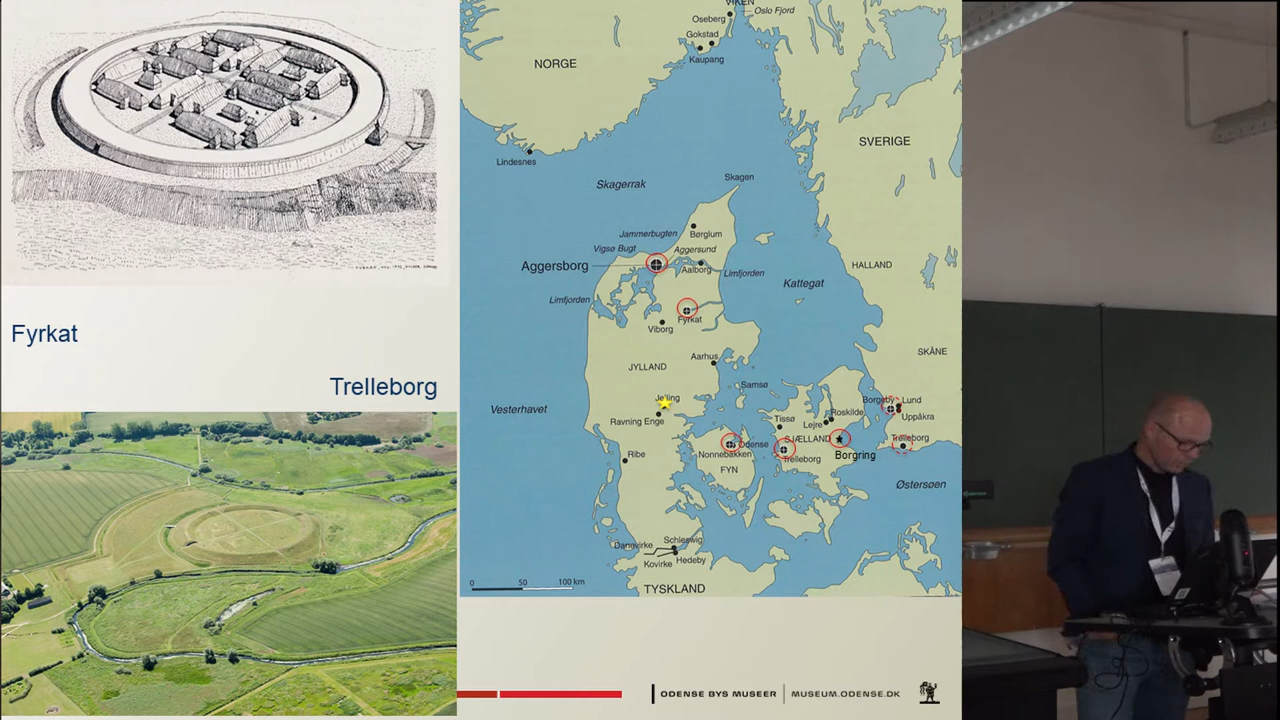 Fyrkat
Trelleborg
VIKEN
Oslo Fjord
Oseberg
Gokstad
Kaupang
NORGE
SVERIGE
Lindesnes
Skagerrak
Skagen
Jammerbugten
Børglum
Vigsø Bugt
Aggersund
Aggersborg
Aalborg
Limfjorden
HALLAND
Kattegat
Limfjorden
Fyrkat
Viborg
SKÅNE
Aarhus
JYLLAND
Samsø
Jelling
Vesterhavet
Ravning Enge
Borgeby
Lund
Uppåkra
Tissø
Roskilde
Lejre
SJÆLLAND
Trelleborg
Odense
Nonnebakken
Trelleborg
Borgring
FYN
Ribe
Østersøen
Danevirke
Schleswig
Kovirke
Hedeby
0 50 100 km
TYSKLAND
ODENSE BYS MUSEER | MUSEUM.ODENSE.DK